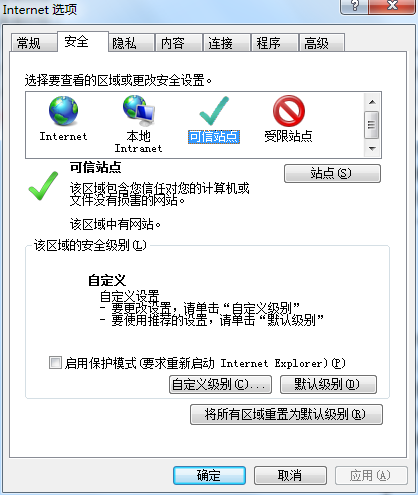 Internet 选项
?
常规 安全 隐私 内容 连接 程序 高级
选择要查看的区域或更改安全设置。
Internet 本地 Intranet 可信站点 受限站点
可信站点
站点(S)
该区域包含您信任对您的计算机或
文件没有损害的网站。
该区域中有网站。
该区域的安全级别(L)
自定义
自定义设置
- 要更改设置,请单击“自定义级别”
- 要使用推荐的设置,请单击“默认级别”
启用保护模式(要求重新启动 Internet Explorer)(P)
自定义级别(C)... 默认级别(D)
将所有区域重置为默认级别(R)
确定 取消 应用(A)